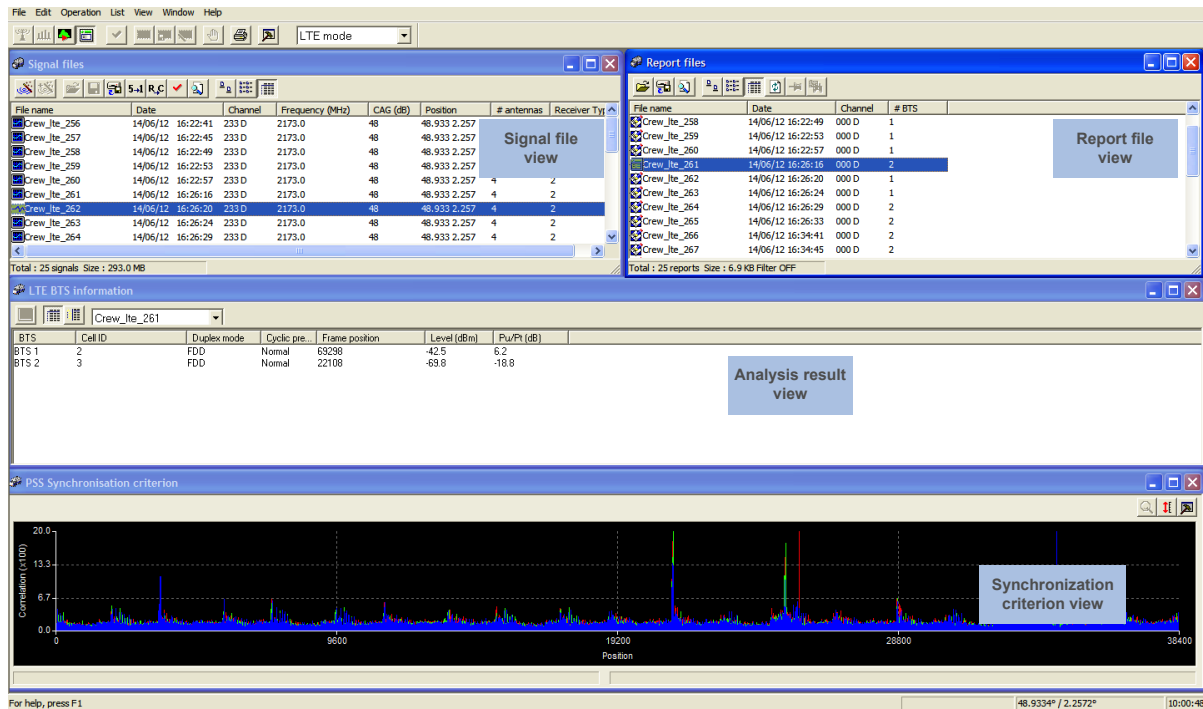 File Edit Operation List View Window Help
LTE mode
Signal files
5→1 R,C
File name Date Channel Frequency (MHz) CAG (dB) Position # antennas Receiver Typ
Crew_lte_256 14/06/12 16:22:41 233 D 2173.0 48 48.933 2.257
Crew_lte_257 14/06/12 16:22:45 233 D 2173.0 48 48.933 2.257
Crew_lte_258 14/06/12 16:22:49 233 D 2173.0 48 48.933 2.257
Crew_lte_259 14/06/12 16:22:53 233 D 2173.0 48 48.933 2.257
Crew_lte_260 14/06/12 16:22:57 233 D 2173.0 48 48.933 2.257 4 2
Crew_lte_261 14/06/12 16:26:16 233 D 2173.0 48 48.933 2.257 4 2
Crew_lte_262 14/06/12 16:26:20 233 D 2173.0 48 48.933 2.257 4 2
Crew_lte_263 14/06/12 16:26:24 233 D 2173.0 48 48.933 2.257 4 2
Crew_lte_264 14/06/12 16:26:29 233 D 2173.0 48 48.933 2.257 4 2
Signal file
view
Total : 25 signals Size : 293.0 MB
Report files
File name Date Channel # BTS
Crew_lte_258 14/06/12 16:22:49 000 D 1
Crew_lte_259 14/06/12 16:22:53 000 D 1
Crew_lte_260 14/06/12 16:22:57 000 D 1
Crew_lte_261 14/06/12 16:26:16 000 D 2
Crew_lte_262 14/06/12 16:26:20 000 D 1
Crew_lte_263 14/06/12 16:26:24 000 D 1
Crew_lte_264 14/06/12 16:26:29 000 D 2
Crew_lte_265 14/06/12 16:26:33 000 D 2
Crew_lte_266 14/06/12 16:34:41 000 D 2
Crew_lte_267 14/06/12 16:34:45 000 D 2
Report file
view
Total : 25 reports Size : 6.9 KB Filter OFF
LTE BTS information
Crew_lte_261
BTS Cell ID Duplex mode Cyclic pre... Frame position Level (dBm) Pu/Pt (dB)
BTS 1 2 FDD Normal 69298 -42.5 6.2
BTS 2 3 FDD Normal 22108 -69.8 -18.8
Analysis result
view
PSS Synchronisation criterion
Correlation (x100)
20.0
13.3
6.7
0.0
0 9600 19200 28800 38400
Position
Synchronization
criterion view
For help, press F1 48.9334° / 2.2572° 10:00:48